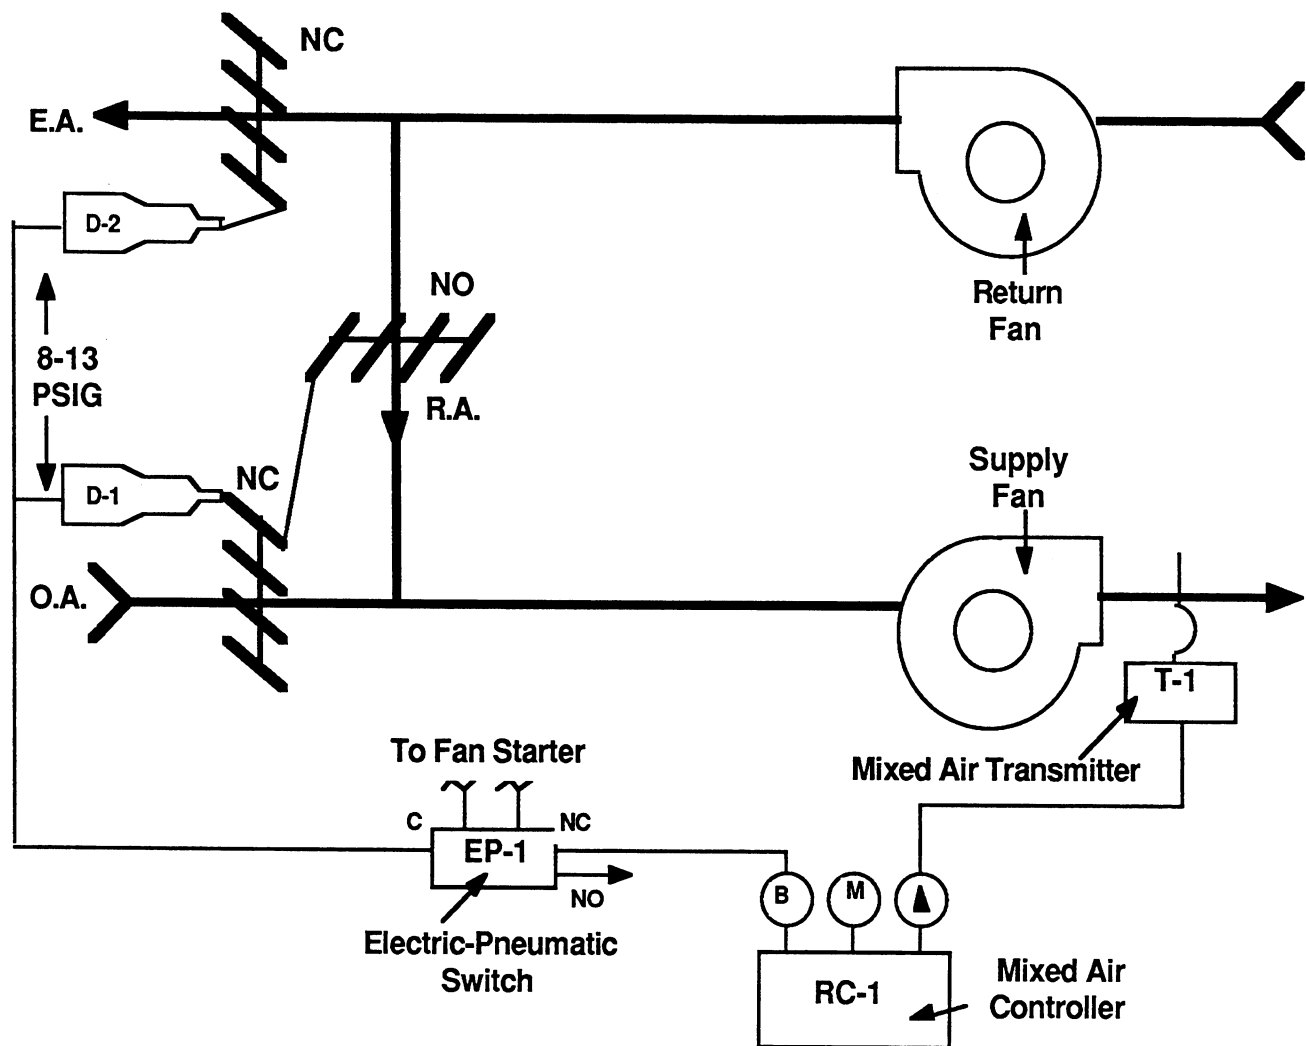 NC
E.A.
D-2
NO
Return
Fan
8-13
PSIG
R.A.
NC
Supply
Fan
D-1
O.A.
T-1
To Fan Starter
Mixed Air Transmitter
C
NC
EP-1
NO
B
M
Electric-Pneumatic
Switch
RC-1
Mixed Air
Controller